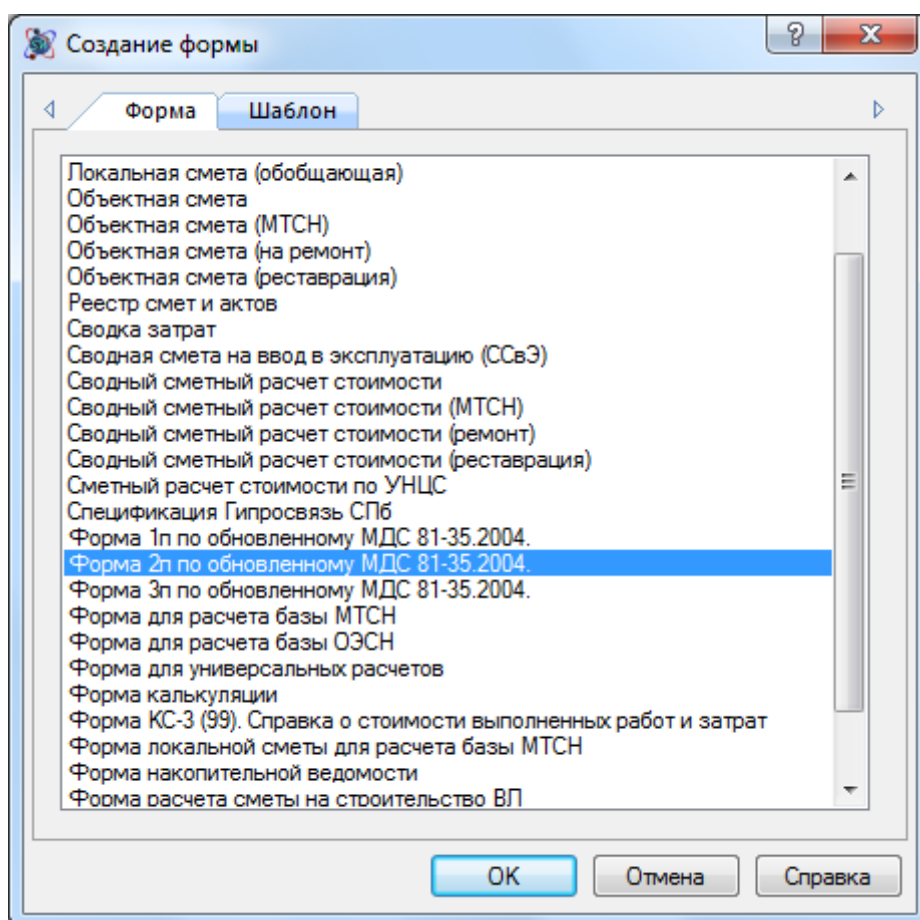 Создание формы
Форма
Шаблон
Локальная смета (обобщающая)
Объектная смета
Объектная смета (МТСН)
Объектная смета (на ремонт)
Объектная смета (реставрация)
Реестр смет и актов
Сводка затрат
Сводная смета на ввод в эксплуатацию (ССвЭ)
Сводный сметный расчет стоимости
Сводный сметный расчет стоимости (МТСН)
Сводный сметный расчет стоимости (ремонт)
Сводный сметный расчет стоимости (реставрация)
Сметный расчет стоимости по УНЦС
Спецификация Гипросвязь СПб
Форма 1п по обновленному МДС 81-35.2004.
Форма 2п по обновленному МДС 81-35.2004.
Форма 3п по обновленному МДС 81-35.2004.
Форма для расчета базы МТСН
Форма для расчета базы ОЭСН
Форма для универсальных расчетов
Форма калькуляции
Форма КС-3 (99). Справка о стоимости выполненных работ и затрат
Форма локальной сметы для расчета базы МТСН
Форма накопительной ведомости
Форма расчета сметы на строительство ВЛ
OK
Отмена
Справка